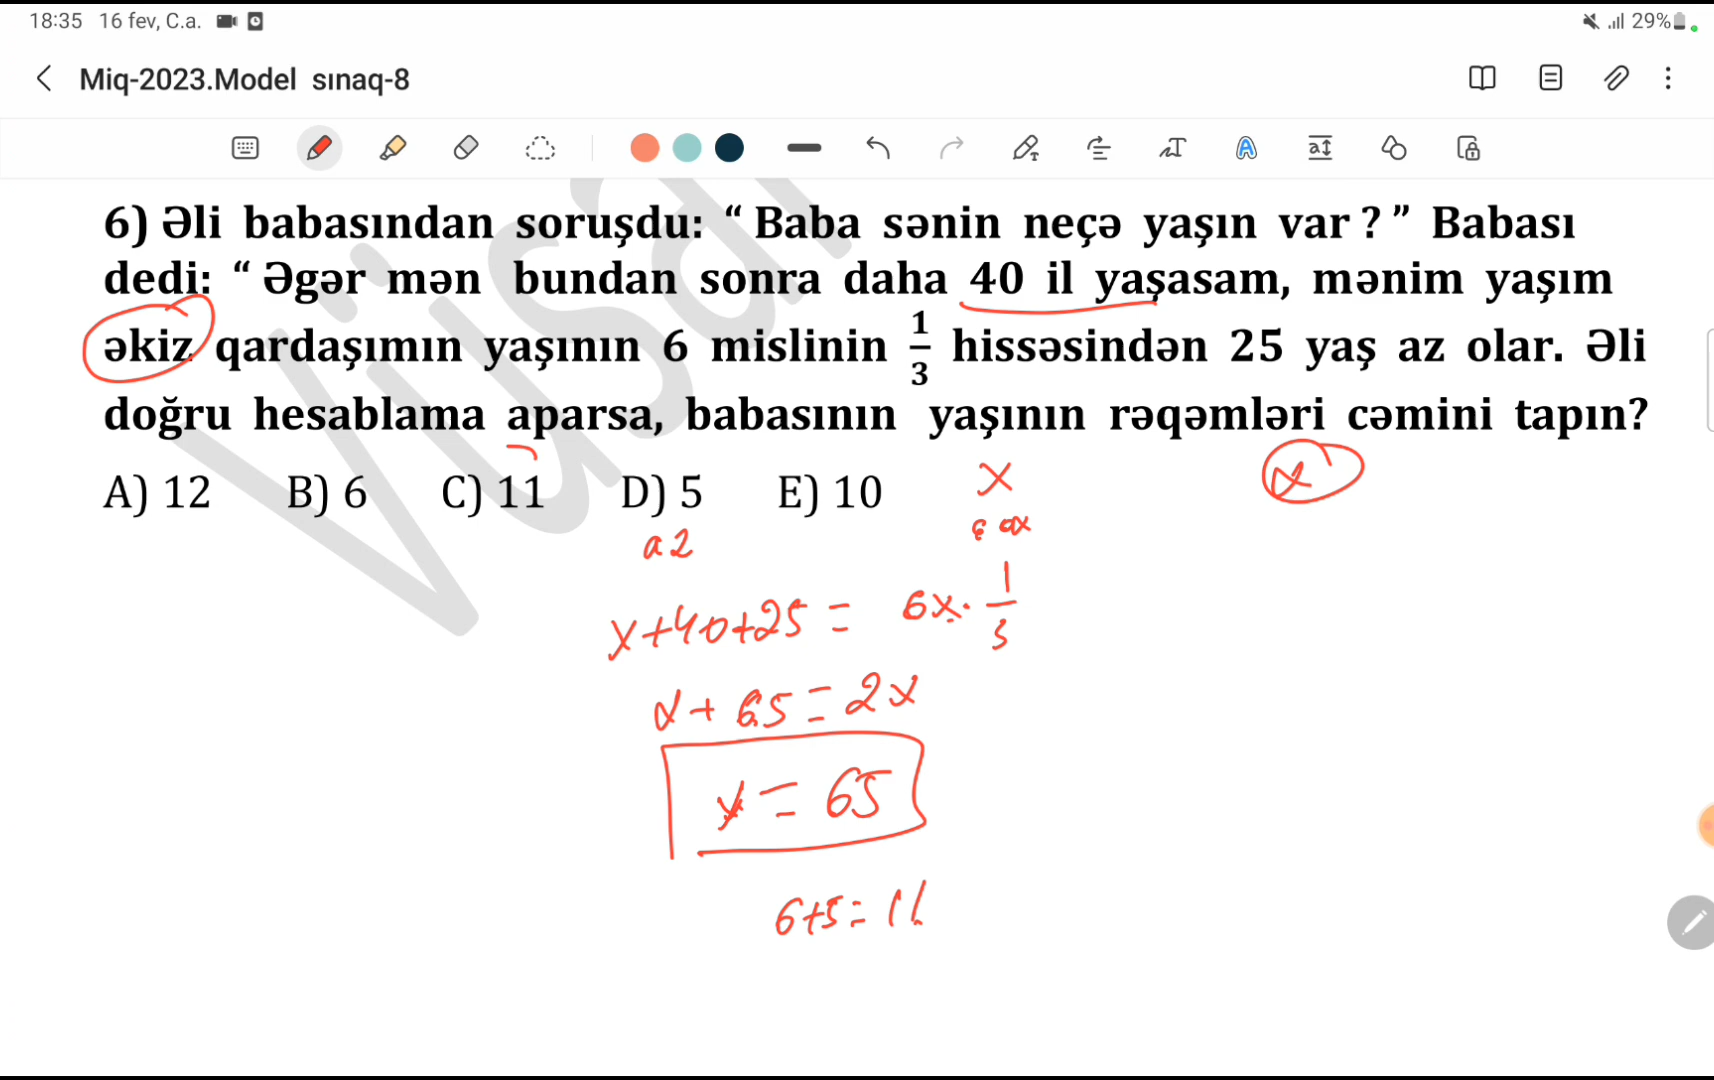 18:35 16 fev, C.a. 29%
Miq-2023.Model sınaq-8
6) Əli babasından soruşdu: “ Baba sənin neçə yaşın var ? ” Babası
dedi: “ Əgər mən bundan sonra daha 40 il yaşasam, mənim yaşım
əkiz qardaşımın yaşının 6 mislinin 1/3 hissəsindən 25 yaş az olar. Əli
doğru hesablama aparsa, babasının yaşının rəqəmləri cəmini tapın?
A) 12 B) 6 C) 11 D) 5 E) 10
x x
a2
x+40+25 = 6x · 1/3
x + 65 = 2x
x = 65
6+5 = 11
Vüsal